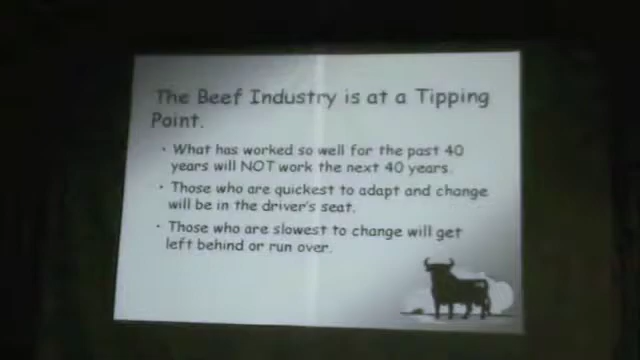 The Beef Industry is at a Tipping
Point.
• What has worked so well for the past 40
years will NOT work the next 40 years.
• Those who are quickest to adapt and change
will be in the driver's seat.
• Those who are slowest to change will get
left behind or run over.